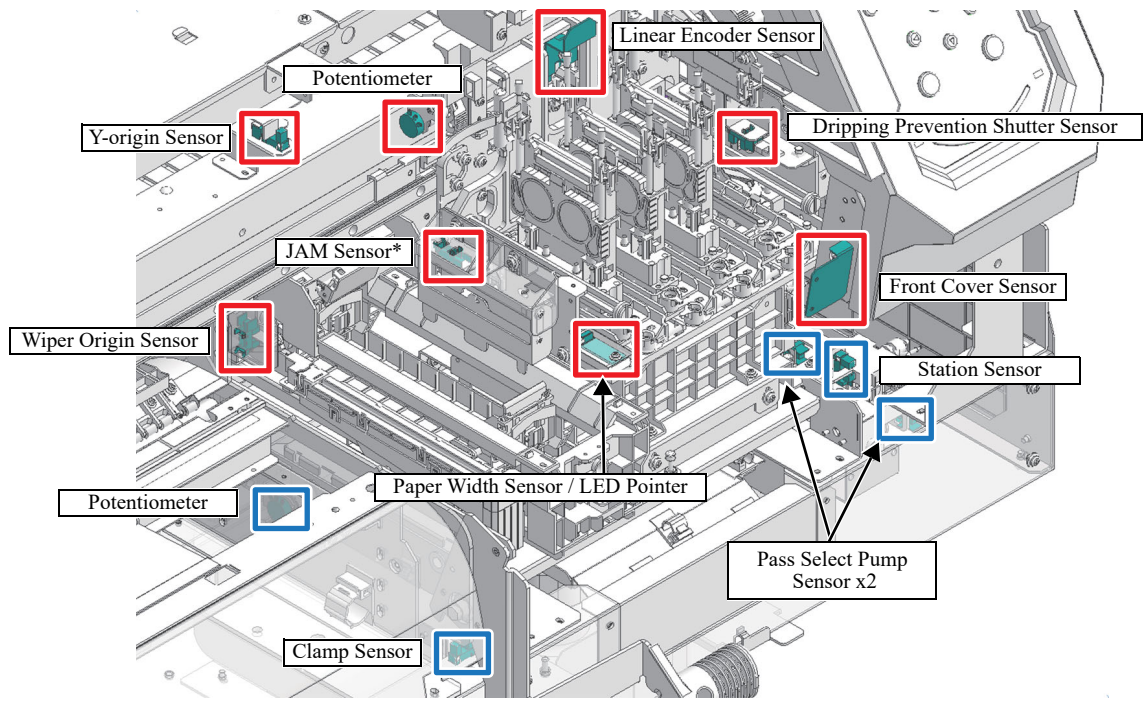 Linear Encoder Sensor
Potentiometer
Y-origin Sensor
Dripping Prevention Shutter Sensor
JAM Sensor*
Front Cover Sensor
Wiper Origin Sensor
Station Sensor
Paper Width Sensor / LED Pointer
Potentiometer
Pass Select Pump
Sensor x2
Clamp Sensor